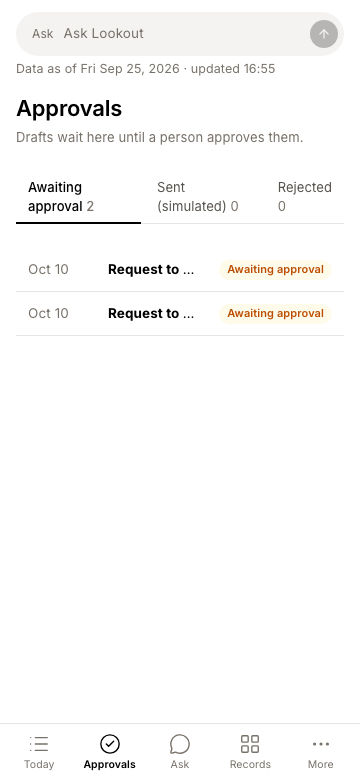 Ask Ask Lookout
Data as of Fri Sep 25, 2026 · updated 16:55
Approvals
Drafts wait here until a person approves them.
Awaiting approval 2
Sent (simulated) 0
Rejected 0
Oct 10 Request to ... Awaiting approval
Oct 10 Request to ... Awaiting approval
Today Approvals Ask Records More